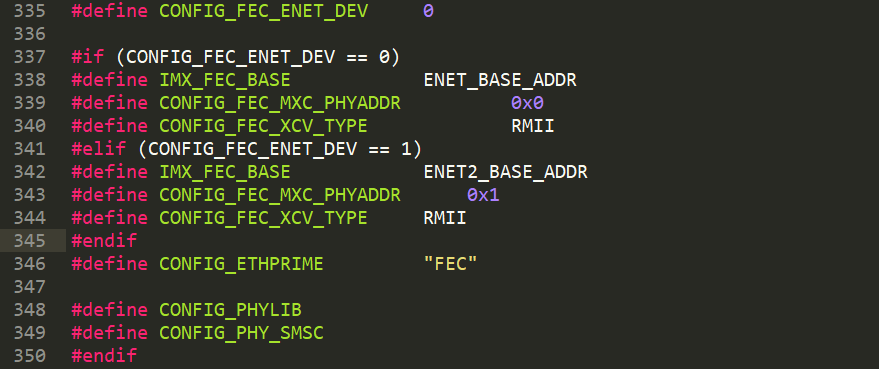 335 #define CONFIG_FEC_ENET_DEV 0
336
337 #if (CONFIG_FEC_ENET_DEV == 0)
338 #define IMX_FEC_BASE ENET_BASE_ADDR
339 #define CONFIG_FEC_MXC_PHYADDR 0x0
340 #define CONFIG_FEC_XCV_TYPE RMII
341 #elif (CONFIG_FEC_ENET_DEV == 1)
342 #define IMX_FEC_BASE ENET2_BASE_ADDR
343 #define CONFIG_FEC_MXC_PHYADDR 0x1
344 #define CONFIG_FEC_XCV_TYPE RMII
345 #endif
346 #define CONFIG_ETHPRIME "FEC"
347
348 #define CONFIG_PHYLIB
349 #define CONFIG_PHY_SMSC
350 #endif